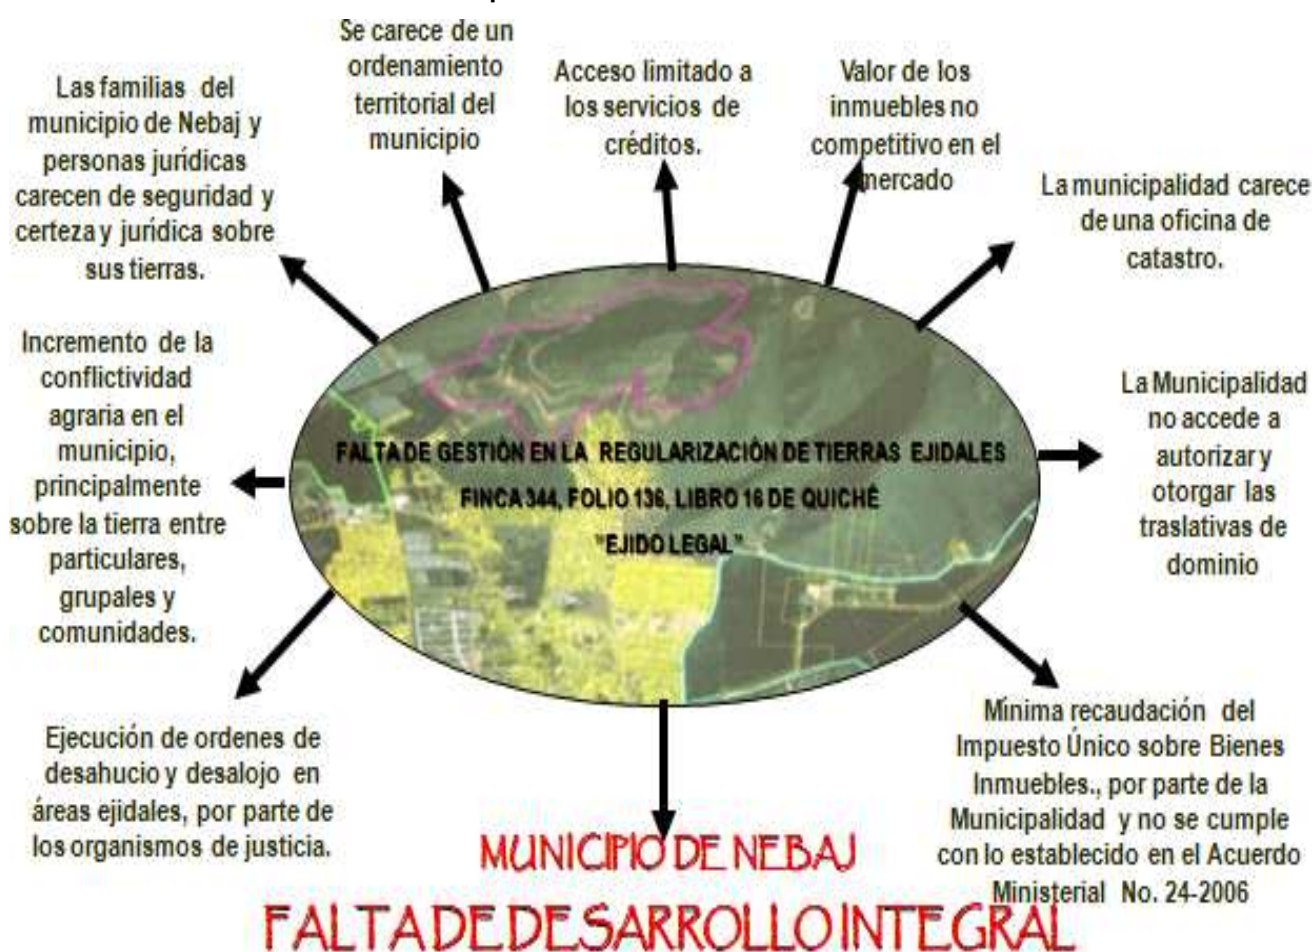 Se carece de un
ordenamiento
territorial del
municipio
Acceso limitado a
los servicios de
créditos.
Valor de los
inmuebles no
competitivo en el
mercado
Las familias del
municipio de Nebaj y
personas jurídicas
carecen de seguridad y
certeza y jurídica sobre
sus tierras.
La municipalidad carece
de una oficina de
catastro.
Incremento de la
conflictividad
agraria en el
municipio,
principalmente
sobre la tierra entre
particulares,
grupales y
comunidades.
La Municipalidad
no accede a
autorizar y
otorgar las
traslativas de
dominio
FALTA DE GESTIÓN EN LA REGULARIZACIÓN DE TIERRAS EJIDALES
FINCA 344, FOLIO 136, LIBRO 16 DE QUICHÉ
"EJIDO LEGAL"
Ejecución de ordenes de
desahucio y desalojo en
áreas ejidales, por parte de
los organismos de justicia.
Mínima recaudación del
Impuesto Único sobre Bienes
Inmuebles., por parte de la
Municipalidad y no se cumple
con lo establecido en el Acuerdo
Ministerial No. 24-2006
MUNICIPIO DE NEBAJ
FALTA DE DESARROLLO INTEGRAL